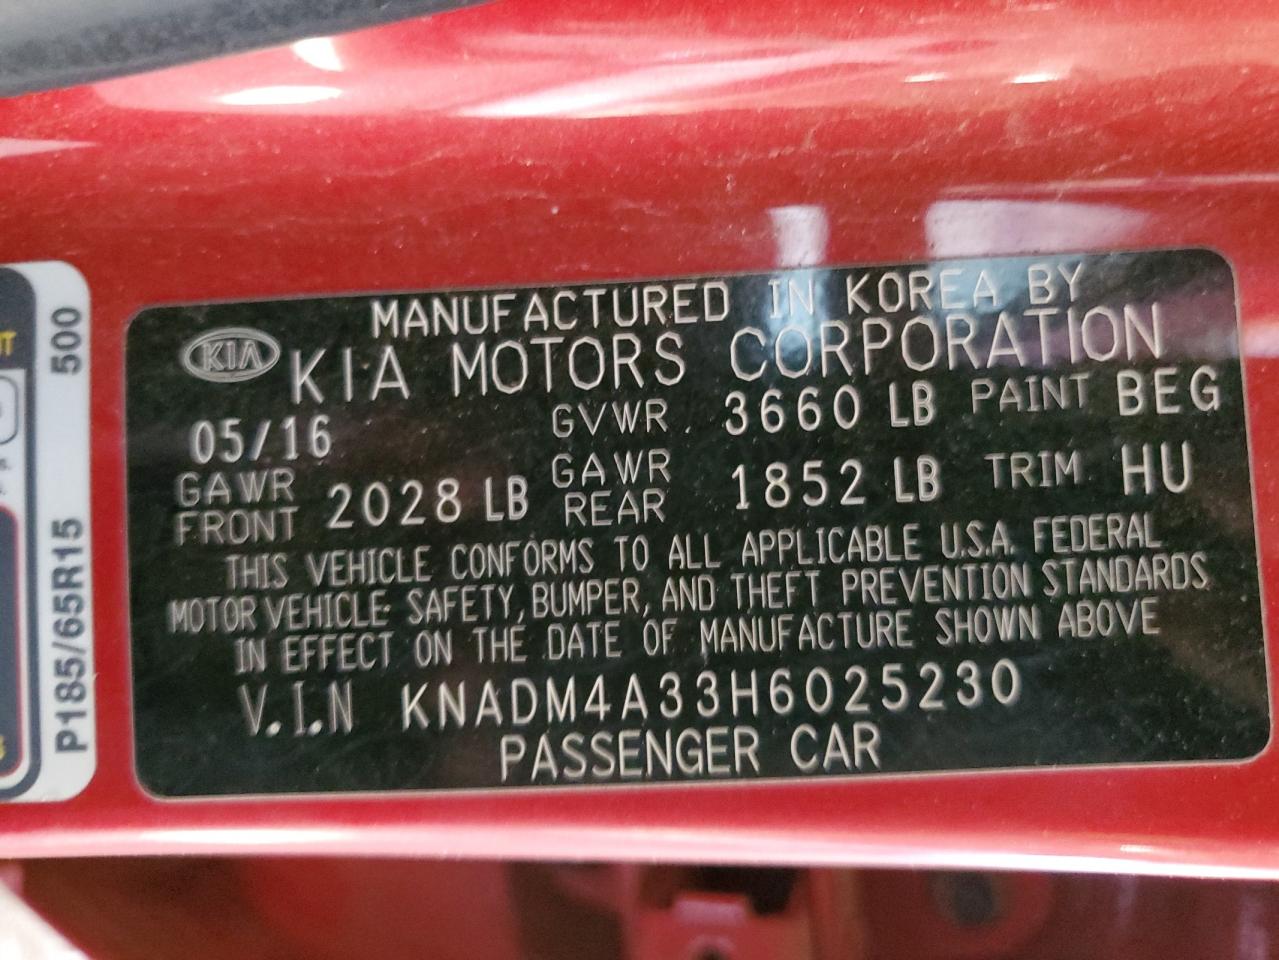 MANUFACTURED IN KOREA BY
KIA KIA MOTORS CORPORATION
05/16 GVWR 3660 LB PAINT BEG
GAWR FRONT 2028 LB GAWR REAR 1852 LB TRIM HU
THIS VEHICLE CONFORMS TO ALL APPLICABLE U.S.A. FEDERAL
MOTOR VEHICLE SAFETY, BUMPER, AND THEFT PREVENTION STANDARDS
IN EFFECT ON THE DATE OF MANUFACTURE SHOWN ABOVE
V.I.N KNADM4A33H6025230
PASSENGER CAR
P185/65R15 500